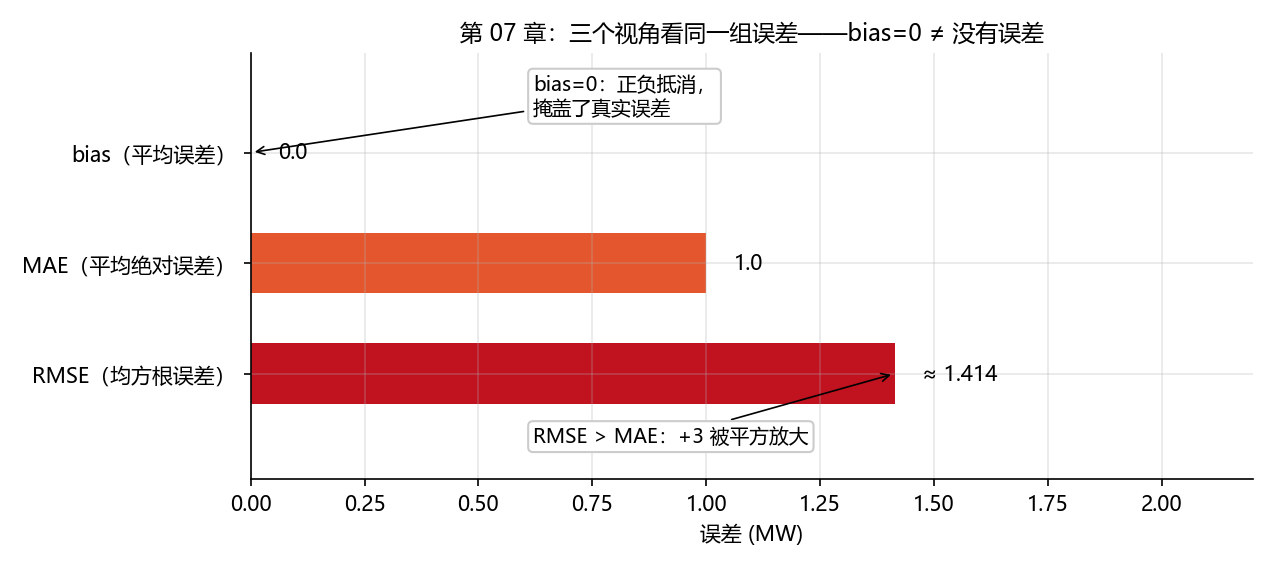 第 07 章：三个视角看同一组误差——bias=0 ≠ 没有误差
bias=0：正负抵消，
掩盖了真实误差
bias（平均误差）
0.0
MAE（平均绝对误差）
1.0
RMSE（均方根误差）
≈ 1.414
RMSE > MAE：+3 被平方放大
0.00 0.25 0.50 0.75 1.00 1.25 1.50 1.75 2.00
误差 (MW)